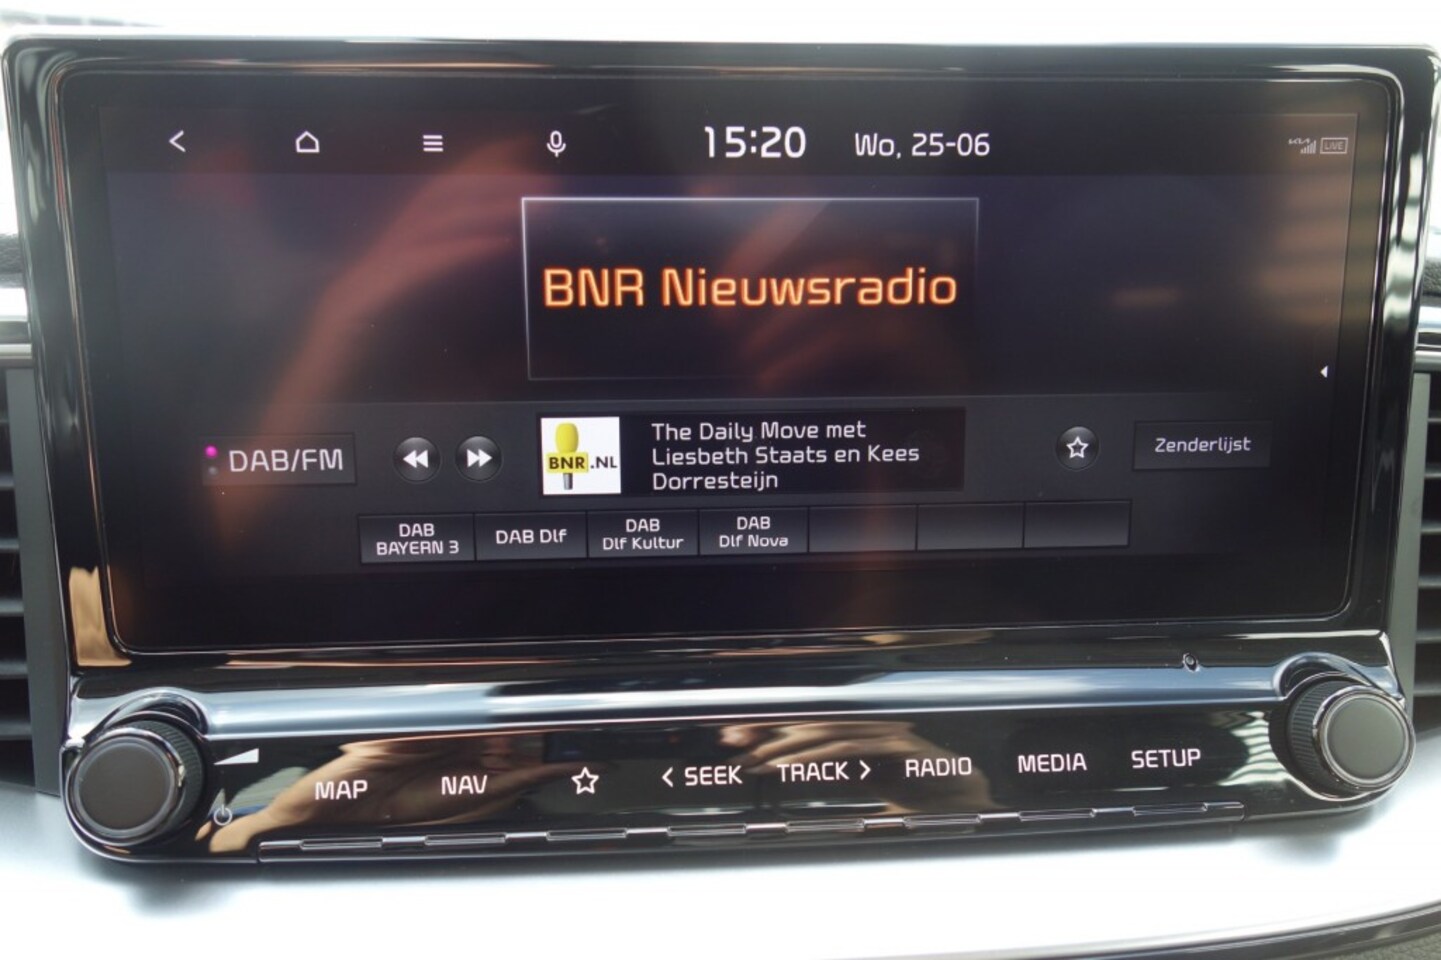 15:20 Wo, 25-06
LIVE
BNR Nieuwsradio
DAB/FM
BNR.NL
The Daily Move met
Liesbeth Staats en Kees
Dorresteijn
Zenderlijst
DAB
BAYERN 3
DAB Dlf
DAB
Dlf Kultur
DAB
Dlf Nova
MAP NAV < SEEK TRACK > RADIO MEDIA SETUP